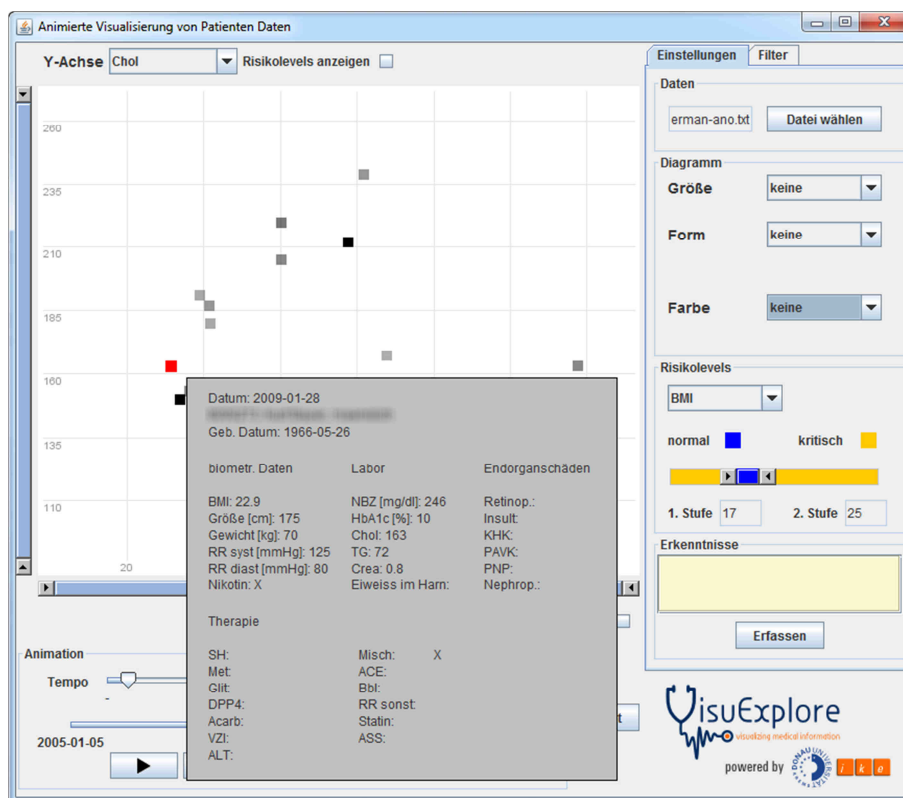 Animierte Visualisierung von Patienten Daten
Y-Achse Chol Risikolevels anzeigen
260
235
210
185
160
135
110
20
Datum: 2009-01-28
Geb. Datum: 1966-05-26
biometr. Daten Labor Endorganschäden
BMI: 22.9 NBZ [mg/dl]: 246 Retinop.:
Größe [cm]: 175 HbA1c [%]: 10 Insult:
Gewicht [kg]: 70 Chol: 163 KHK:
RR syst [mmHg]: 125 TG: 72 PAVK:
RR diast [mmHg]: 80 Crea: 0.8 PNP:
Nikotin: X Eiweiss im Harn: Nephrop.:
Therapie
SH: Misch: X
Met: ACE:
Glit: Bbl:
DPP4: RR sonst:
Acarb: Statin:
VZI: ASS:
ALT:
Animation
Tempo
-
2005-01-05
t
Einstellungen Filter
Daten
erman-ano.txt Datei wählen
Diagramm
Größe keine
Form keine
Farbe keine
Risikolevels
BMI
normal kritisch
1. Stufe 17 2. Stufe 25
Erkenntnisse
Erfassen
VisuExplore
visualizing medical information
powered by DONAU UNIVERSITÄT i k e